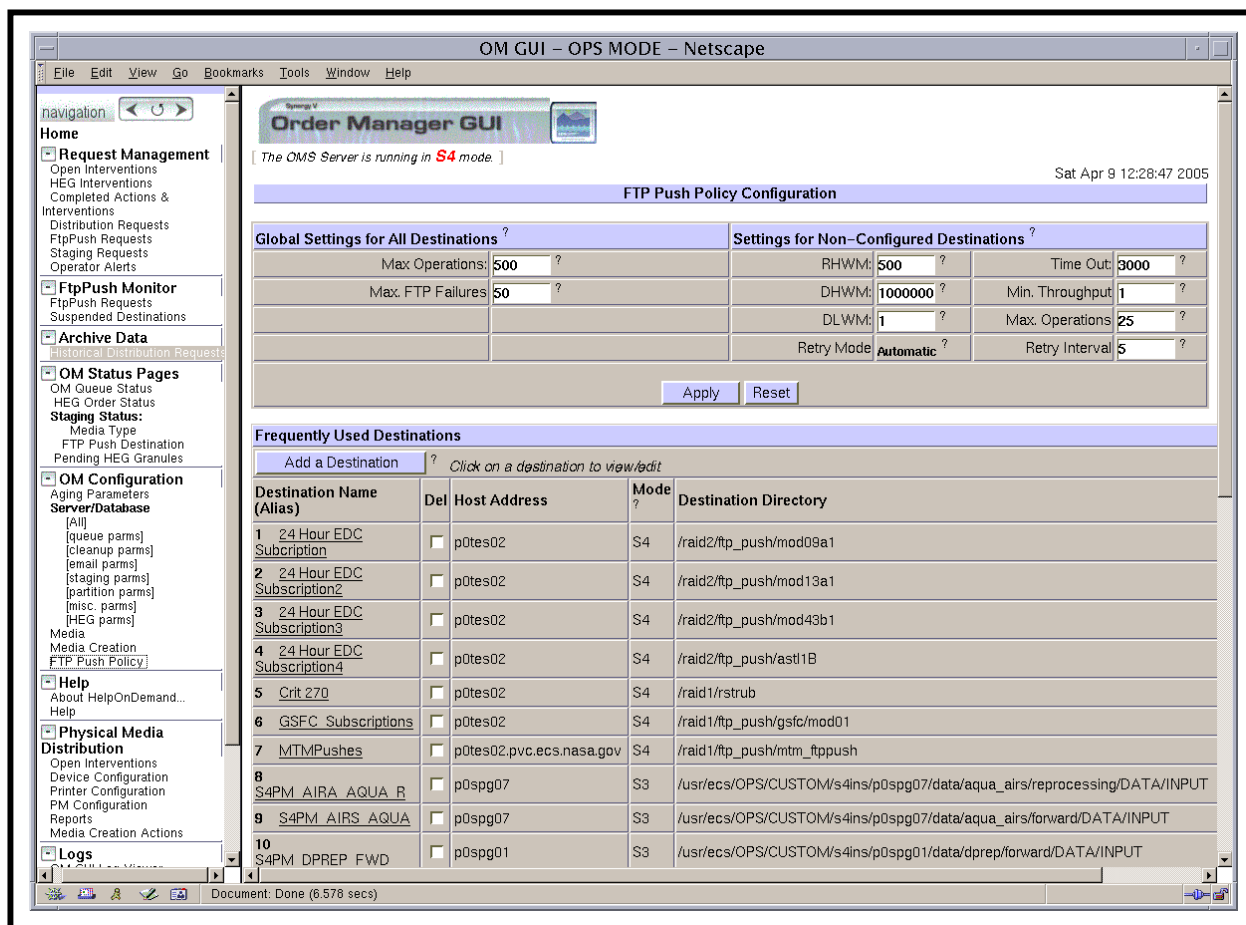 OM GUI – OPS MODE – Netscape
File Edit View Go Bookmarks Tools Window Help
navigation
Home
Request Management
Open Interventions
HEG Interventions
Completed Actions &
Interventions
Distribution Requests
FtpPush Requests
Staging Requests
Operator Alerts
FtpPush Monitor
FtpPush Requests
Suspended Destinations
Archive Data
Historical Distribution Requests
OM Status Pages
OM Queue Status
HEG Order Status
Staging Status:
Media Type
FTP Push Destination
Pending HEG Granules
OM Configuration
Aging Parameters
Server/Database
[All]
[queue parms]
[cleanup parms]
[email parms]
[staging parms]
[partition parms]
[misc. parms]
[HEG parms]
Media
Media Creation
FTP Push Policy
Help
About HelpOnDemand...
Help
Physical Media
Distribution
Open Interventions
Device Configuration
Printer Configuration
PM Configuration
Reports
Media Creation Actions
Logs
OM GUI Log Viewer
Synergy V
Order Manager GUI
[ The OMS Server is running in S4 mode. ]
Sat Apr 9 12:28:47 2005
FTP Push Policy Configuration
Global Settings for All Destinations ? Settings for Non–Configured Destinations ?
Max Operations: 500 ? RHWM: 500 ? Time Out: 3000 ?
Max. FTP Failures 50 ? DHWM: 1000000 ? Min. Throughput 1 ?
DLWM: 1 ? Max. Operations 25 ?
Retry Mode Automatic ? Retry Interval 5 ?
Apply Reset
Frequently Used Destinations
Add a Destination ? Click on a destination to view/edit
Destination Name (Alias) Del Host Address Mode ? Destination Directory
1 24 Hour EDC Subcription p0tes02 S4 /raid2/ftp_push/mod09a1
2 24 Hour EDC Subscription2 p0tes02 S4 /raid2/ftp_push/mod13a1
3 24 Hour EDC Subscription3 p0tes02 S4 /raid2/ftp_push/mod43b1
4 24 Hour EDC Subscription4 p0tes02 S4 /raid2/ftp_push/astl1B
5 Crit 270 p0tes02 S4 /raid1/rstrub
6 GSFC_Subscriptions p0tes02 S4 /raid1/ftp_push/gsfc/mod01
7 MTMPushes p0tes02.pvc.ecs.nasa.gov S4 /raid1/ftp_push/mtm_ftppush
8 S4PM_AIRA_AQUA_R p0spg07 S3 /usr/ecs/OPS/CUSTOM/s4ins/p0spg07/data/aqua_airs/reprocessing/DATA/INPUT
9 S4PM_AIRS_AQUA p0spg07 S3 /usr/ecs/OPS/CUSTOM/s4ins/p0spg07/data/aqua_airs/forward/DATA/INPUT
10 S4PM_DPREP_FWD p0spg01 S3 /usr/ecs/OPS/CUSTOM/s4ins/p0spg01/data/dprep/forward/DATA/INPUT
Document: Done (6.578 secs)